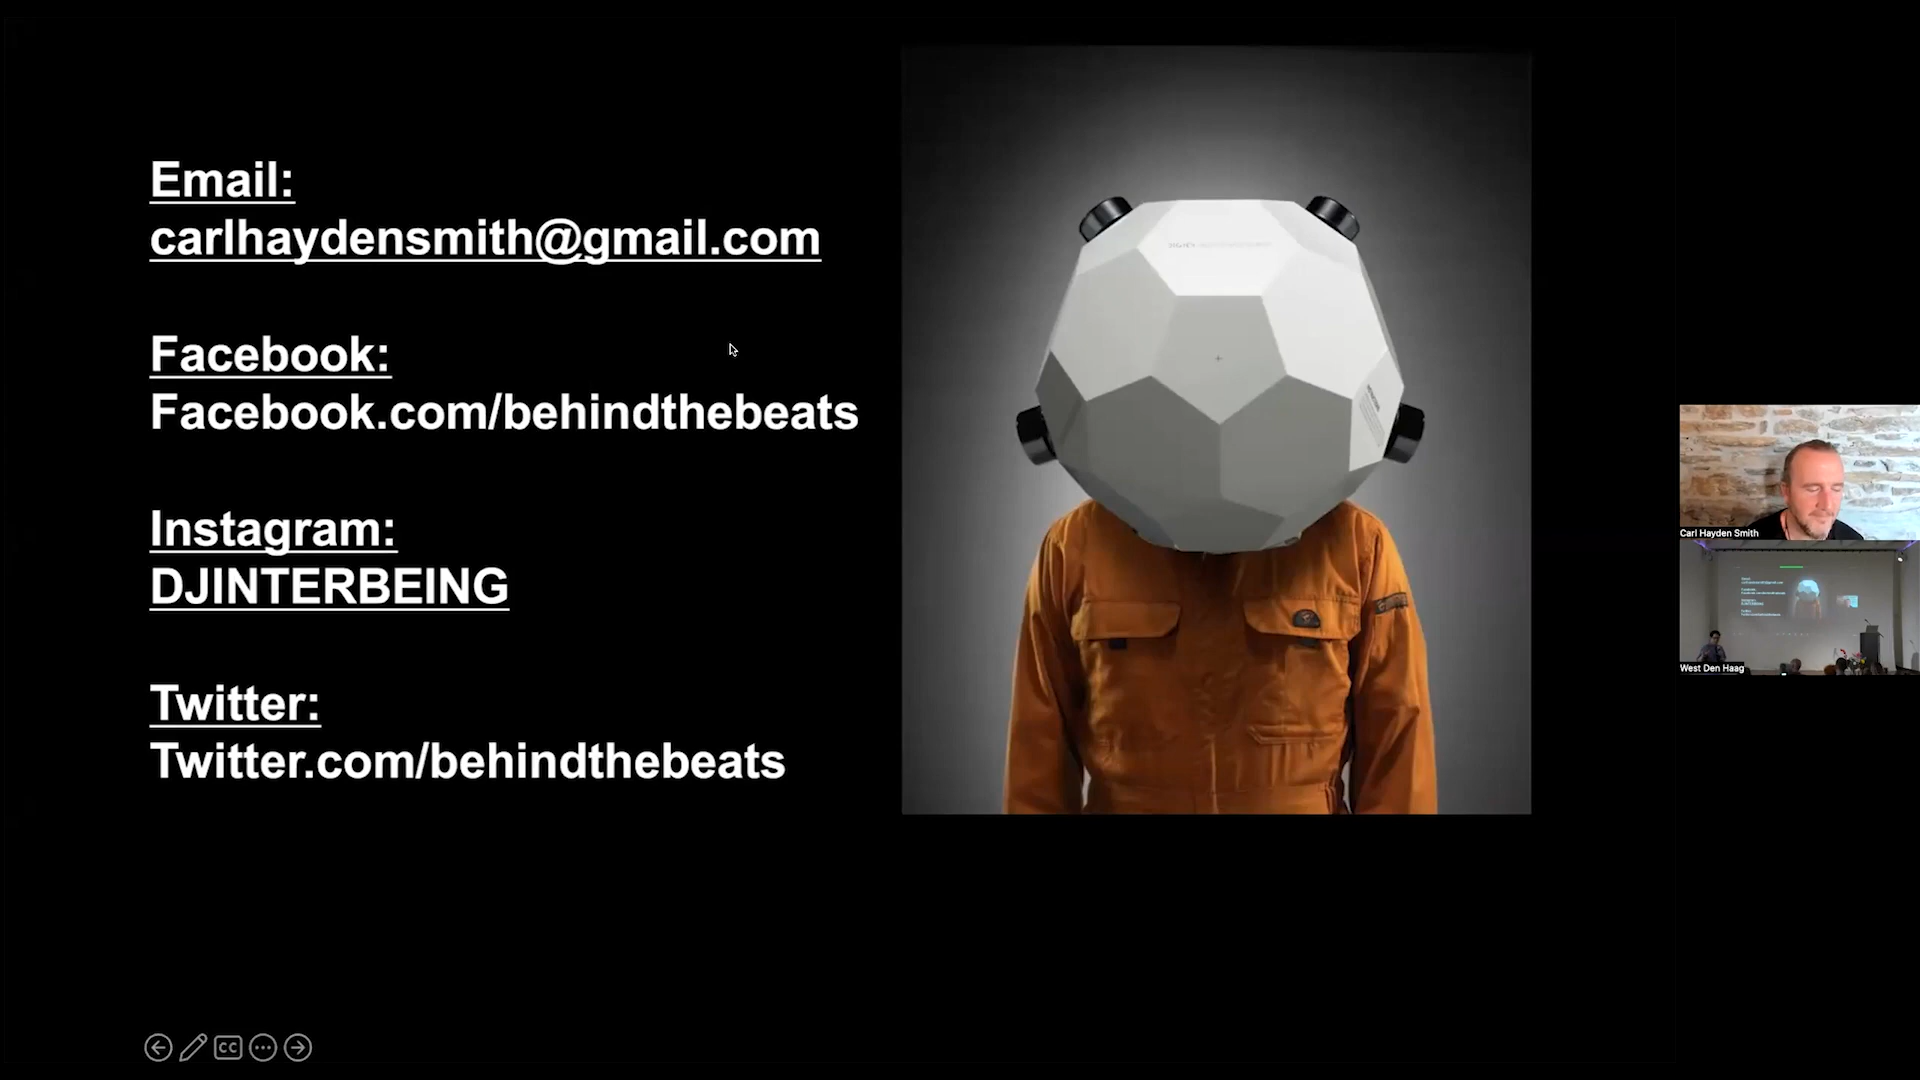 Email:
carlhaydensmith@gmail.com
Facebook:
Facebook.com/behindthebeats
Instagram:
DJINTERBEING
Twitter:
Twitter.com/behindthebeats
Carl Hayden Smith
West Den Haag
CC